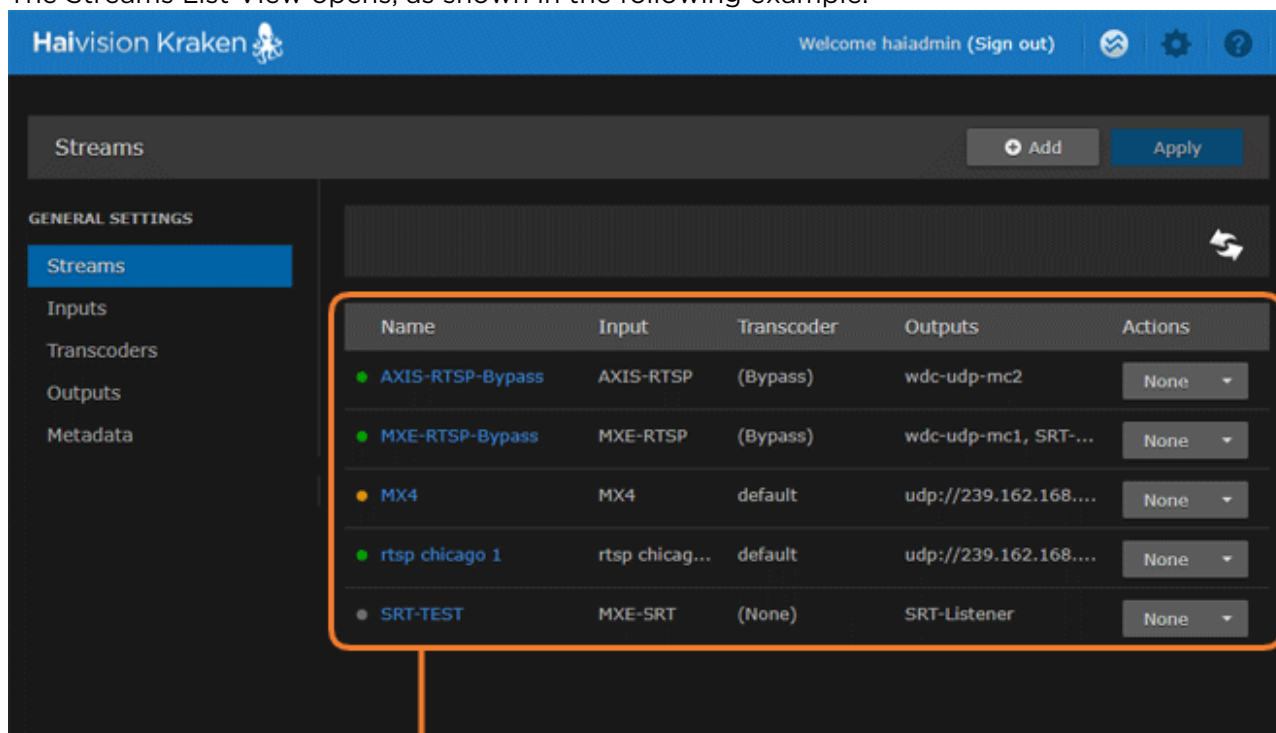 The Streams List View opens, as shown in the following example.
Haivision Kraken
Welcome haiadmin (Sign out)
Streams
Add
Apply
GENERAL SETTINGS
Streams
Inputs
Transcoders
Outputs
Metadata
Name Input Transcoder Outputs Actions
AXIS-RTSP-Bypass AXIS-RTSP (Bypass) wdc-udp-mc2 None
MXE-RTSP-Bypass MXE-RTSP (Bypass) wdc-udp-mc1, SRT-... None
MX4 MX4 default udp://239.162.168.... None
rtsp chicago 1 rtsp chicag... default udp://239.162.168.... None
SRT-TEST MXE-SRT (None) SRT-Listener None